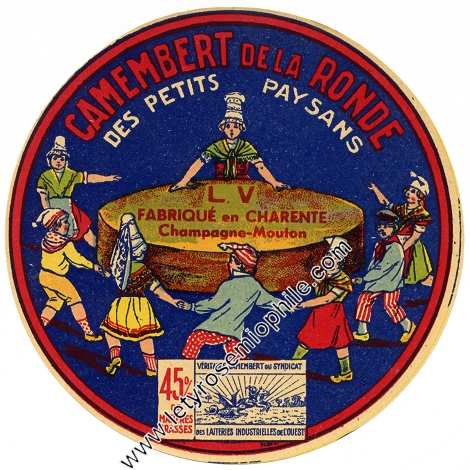 CAMEMBERT DE LA RONDE
DES PETITS PAYSANS
L. V
FABRIQUÉ en CHARENTE
Champagne-Mouton
45%
MATIÈRES
GRASSES
VÉRITABLE CAMEMBERT DU SYNDICAT
DES LAITERIES INDUSTRIELLES DE L'OUEST
www.letyrosemiophile.com